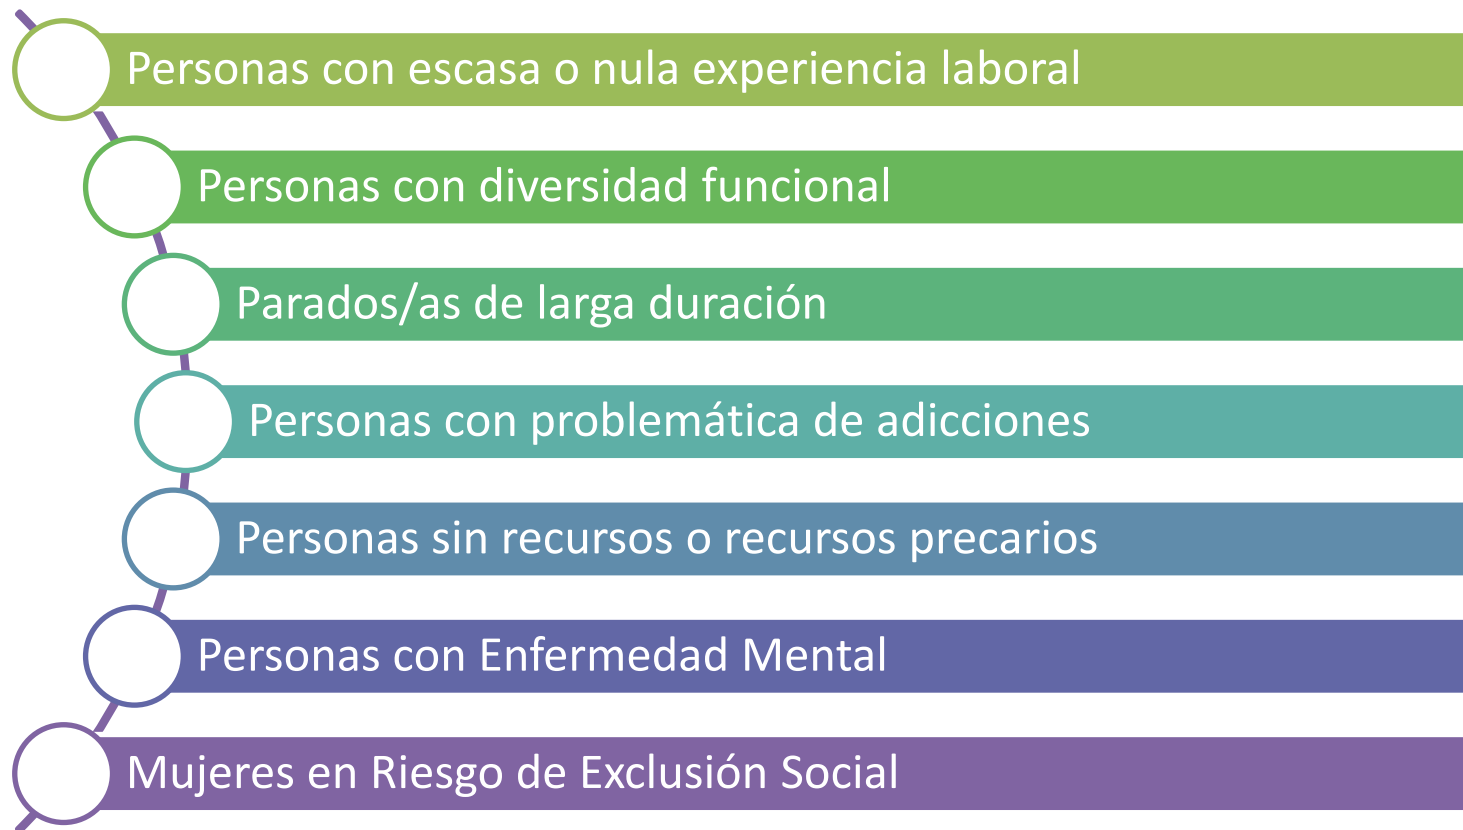 Personas con escasa o nula experiencia laboral
Personas con diversidad funcional
Parados/as de larga duración
Personas con problemática de adicciones
Personas sin recursos o recursos precarios
Personas con Enfermedad Mental
Mujeres en Riesgo de Exclusión Social